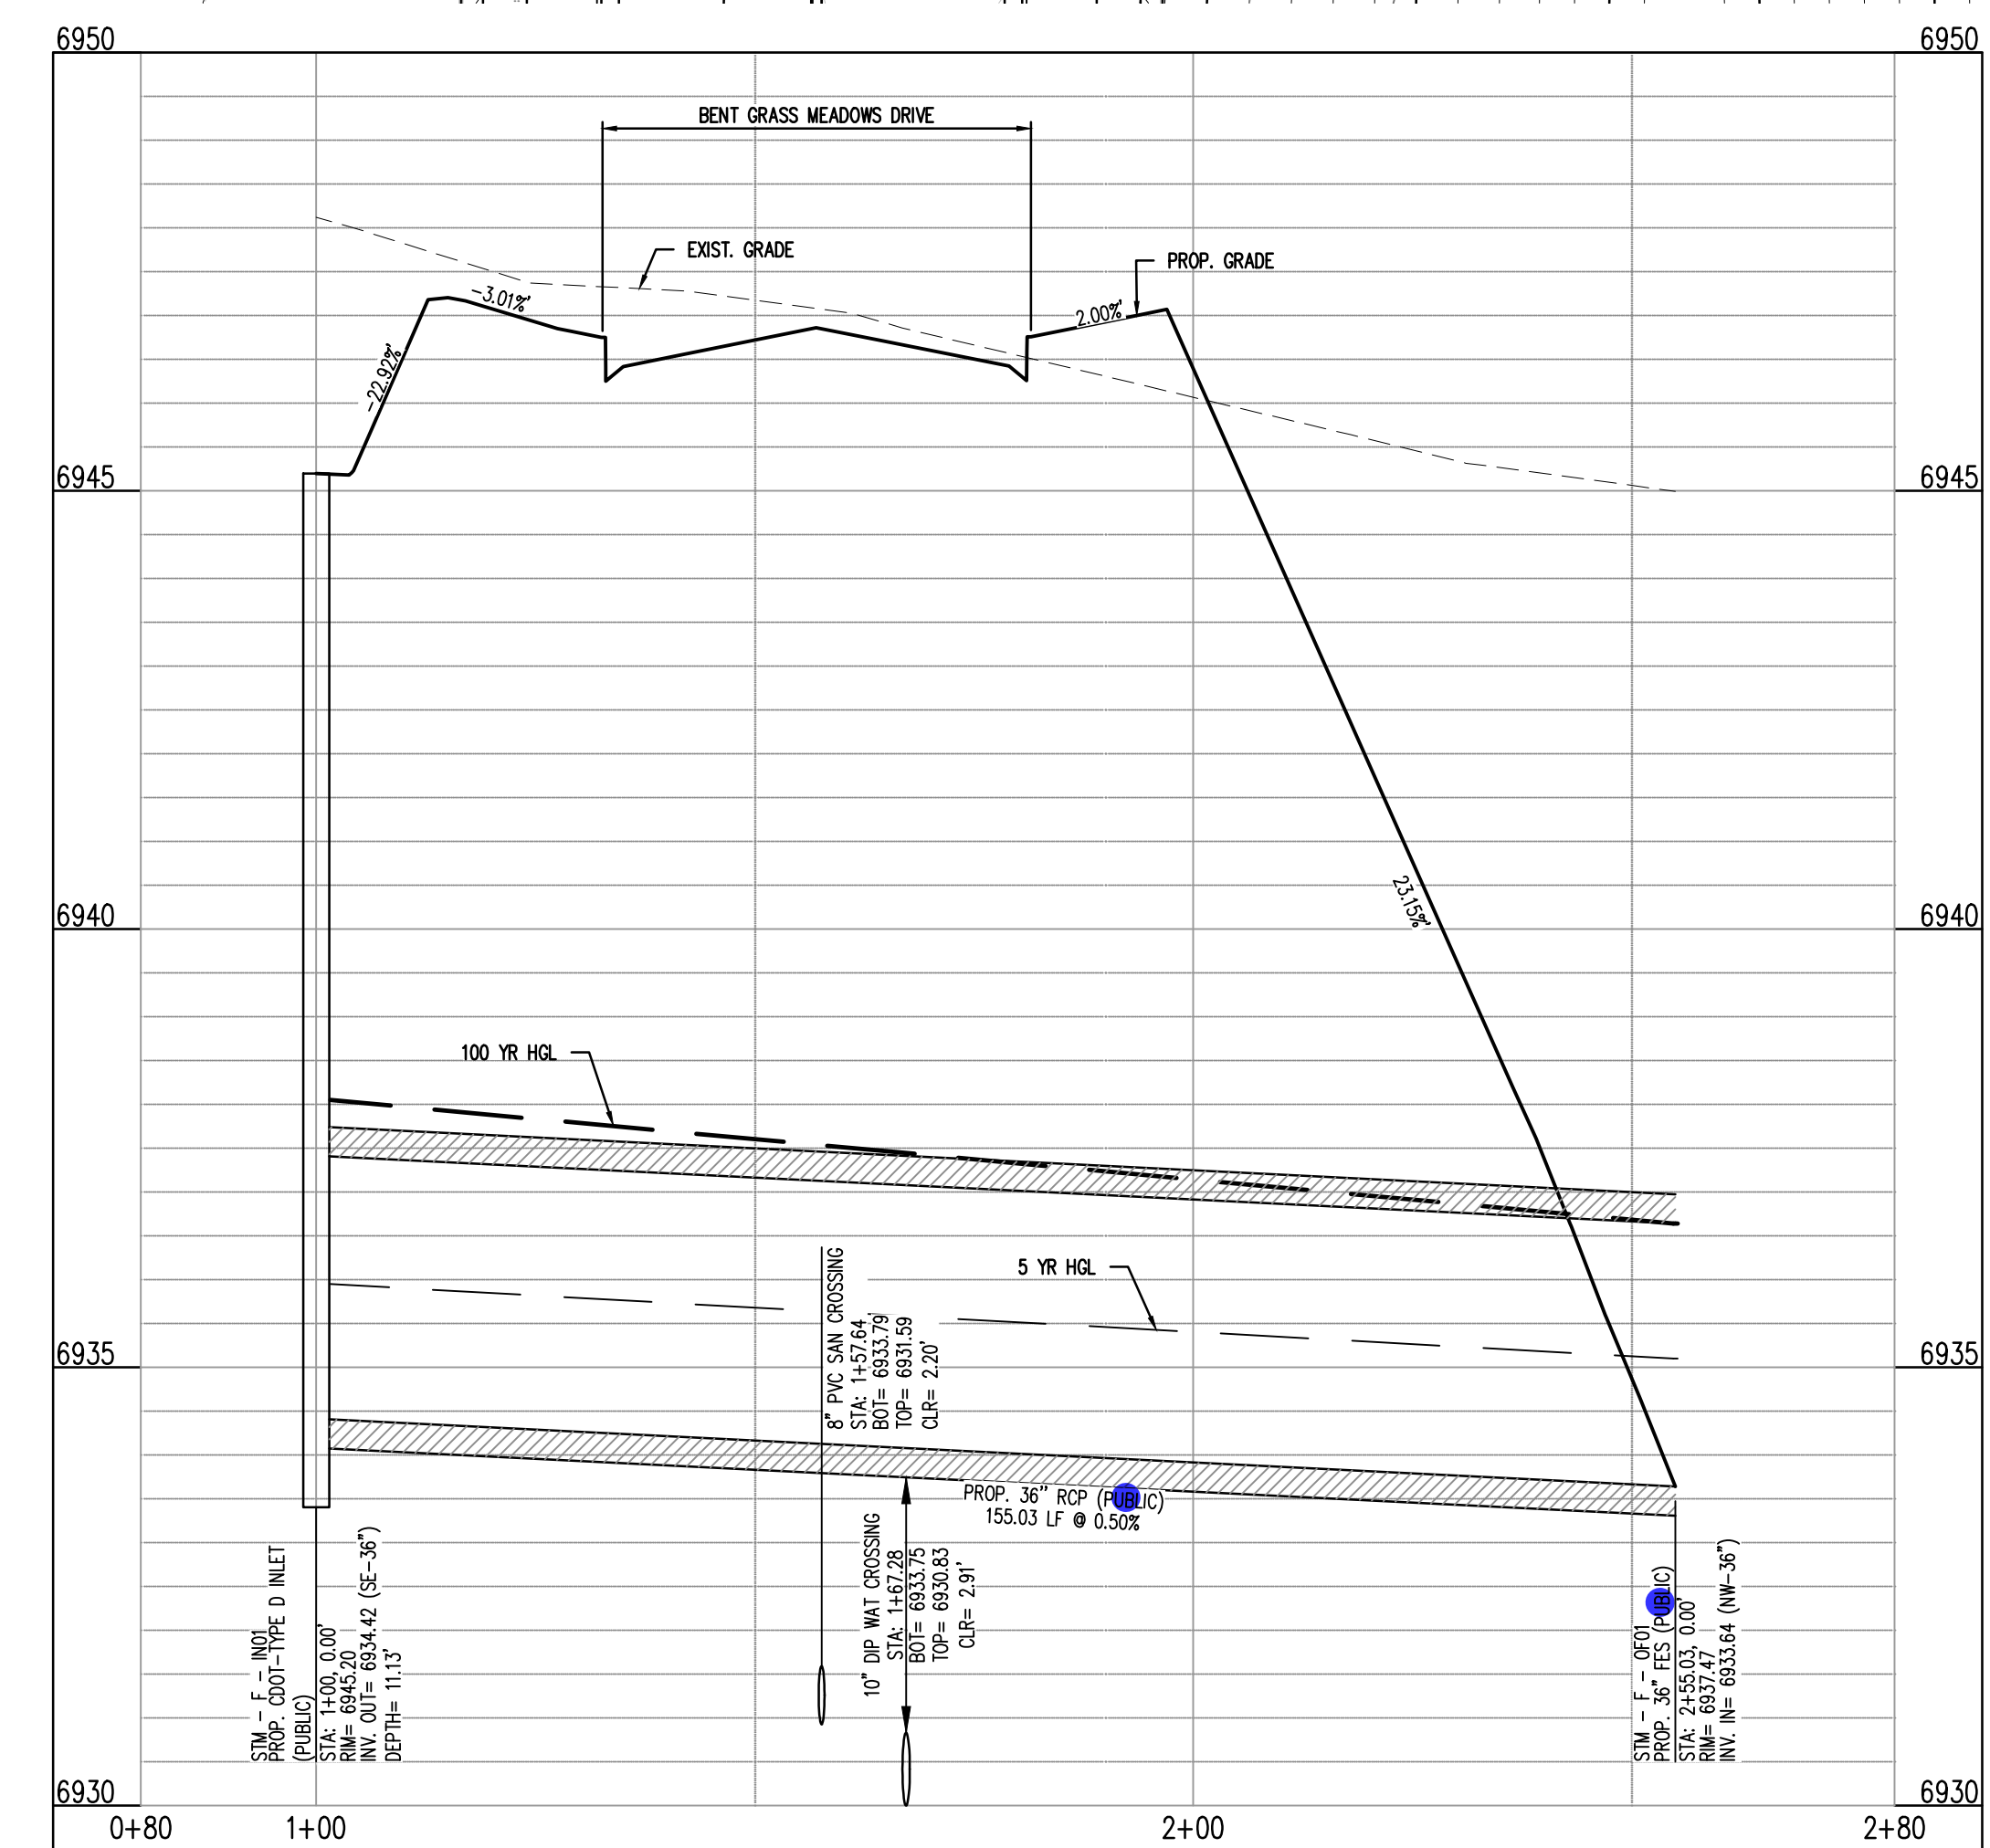 6950
6950
BENT GRASS MEADOWS DRIVE
EXIST. GRADE
PROP. GRADE
-3.01%'
2.00%'
-22.92%'
6945
6945
23.15%'
6940
6940
100 YR HGL
5 YR HGL
6935
6935
8" PVC SAN CROSSING
STA: 1+57.64
BOT= 6933.79
TOP= 6931.59
CLR= 2.20'
PROP. 36" RCP (PUBLIC)
155.03 LF @ 0.50%
10" DIP WAT CROSSING
STA: 1+67.28
BOT= 6933.75
TOP= 6930.83
CLR= 2.91'
STM - F - IN01
PROP. CDOT-TYPE D INLET
(PUBLIC)
STA: 1+00, 0.00'
RIM= 6945.20
INV. OUT= 6934.42 (SE-36")
DEPTH= 11.13'
STM - F - OF01
PROP. 36" FES (PUBLIC)
STA: 2+55.03, 0.00'
RIM= 6937.47
INV. IN= 6933.64 (NW-36")
6930
6930
0+80
1+00
2+00
2+80